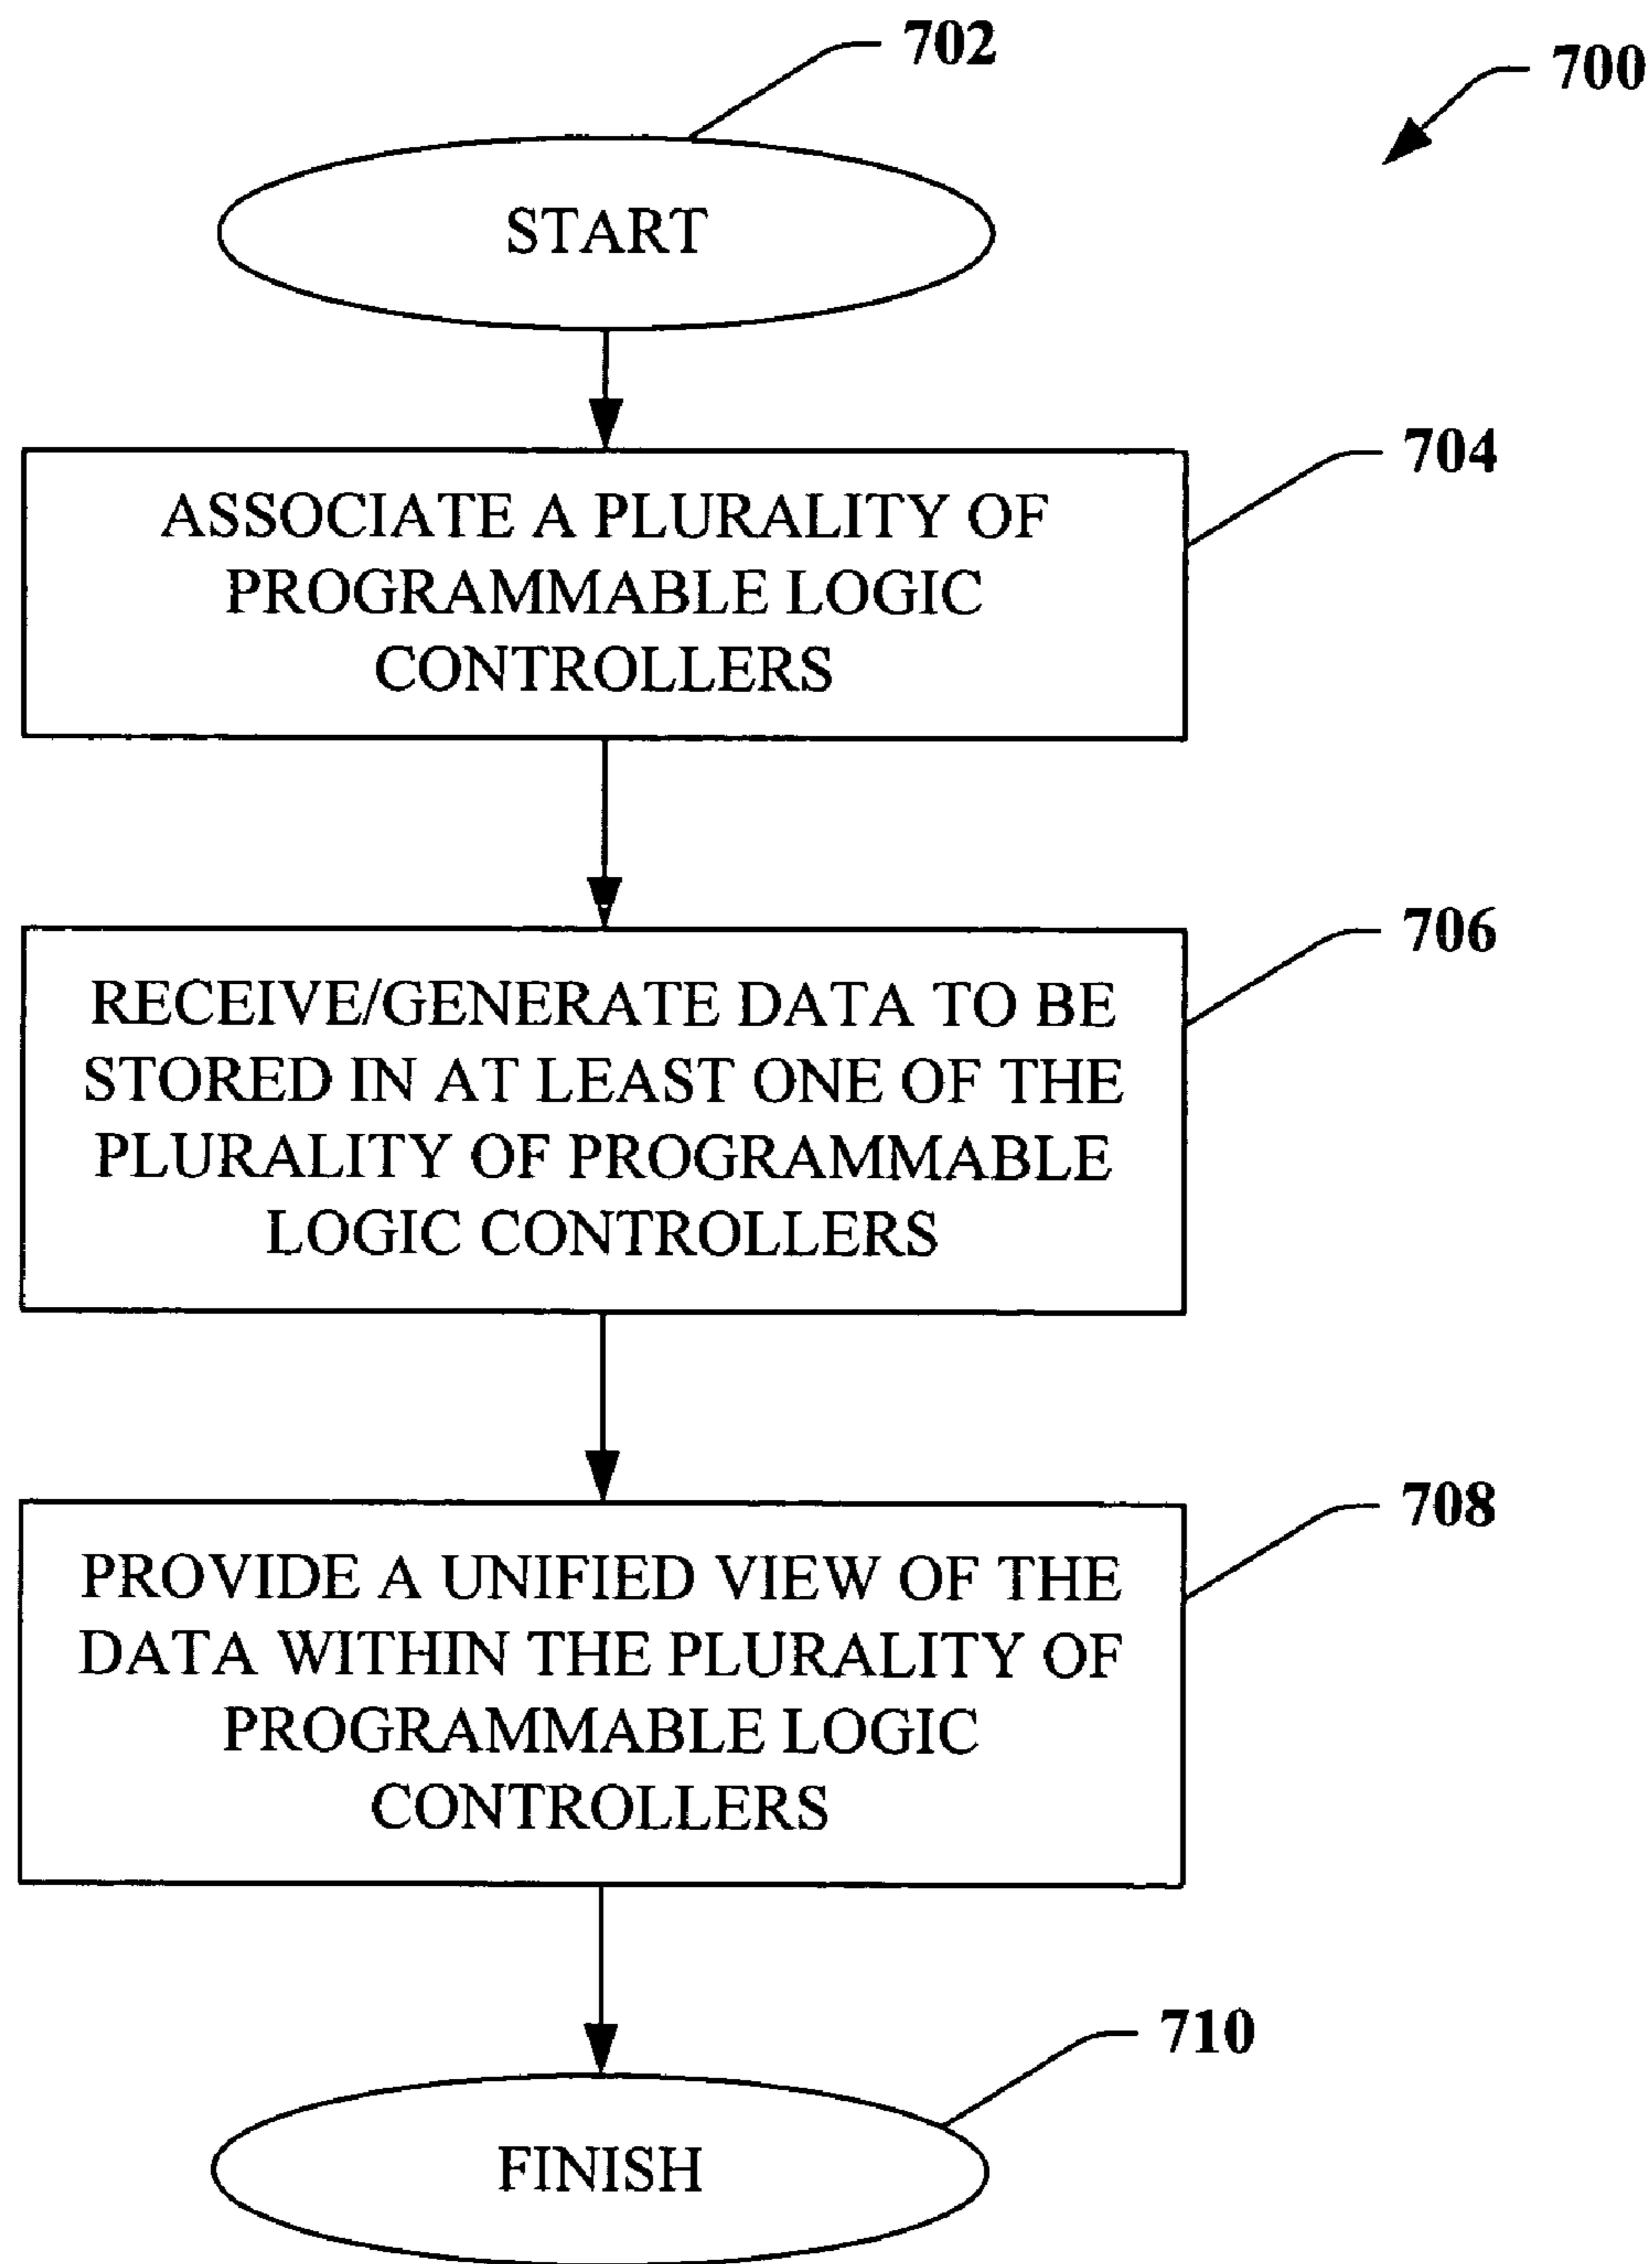 702
700
START
704
ASSOCIATE A PLURALITY OF
PROGRAMMABLE LOGIC
CONTROLLERS
706
RECEIVE/GENERATE DATA TO BE
STORED IN AT LEAST ONE OF THE
PLURALITY OF PROGRAMMABLE
LOGIC CONTROLLERS
708
PROVIDE A UNIFIED VIEW OF THE
DATA WITHIN THE PLURALITY OF
PROGRAMMABLE LOGIC
CONTROLLERS
710
FINISH